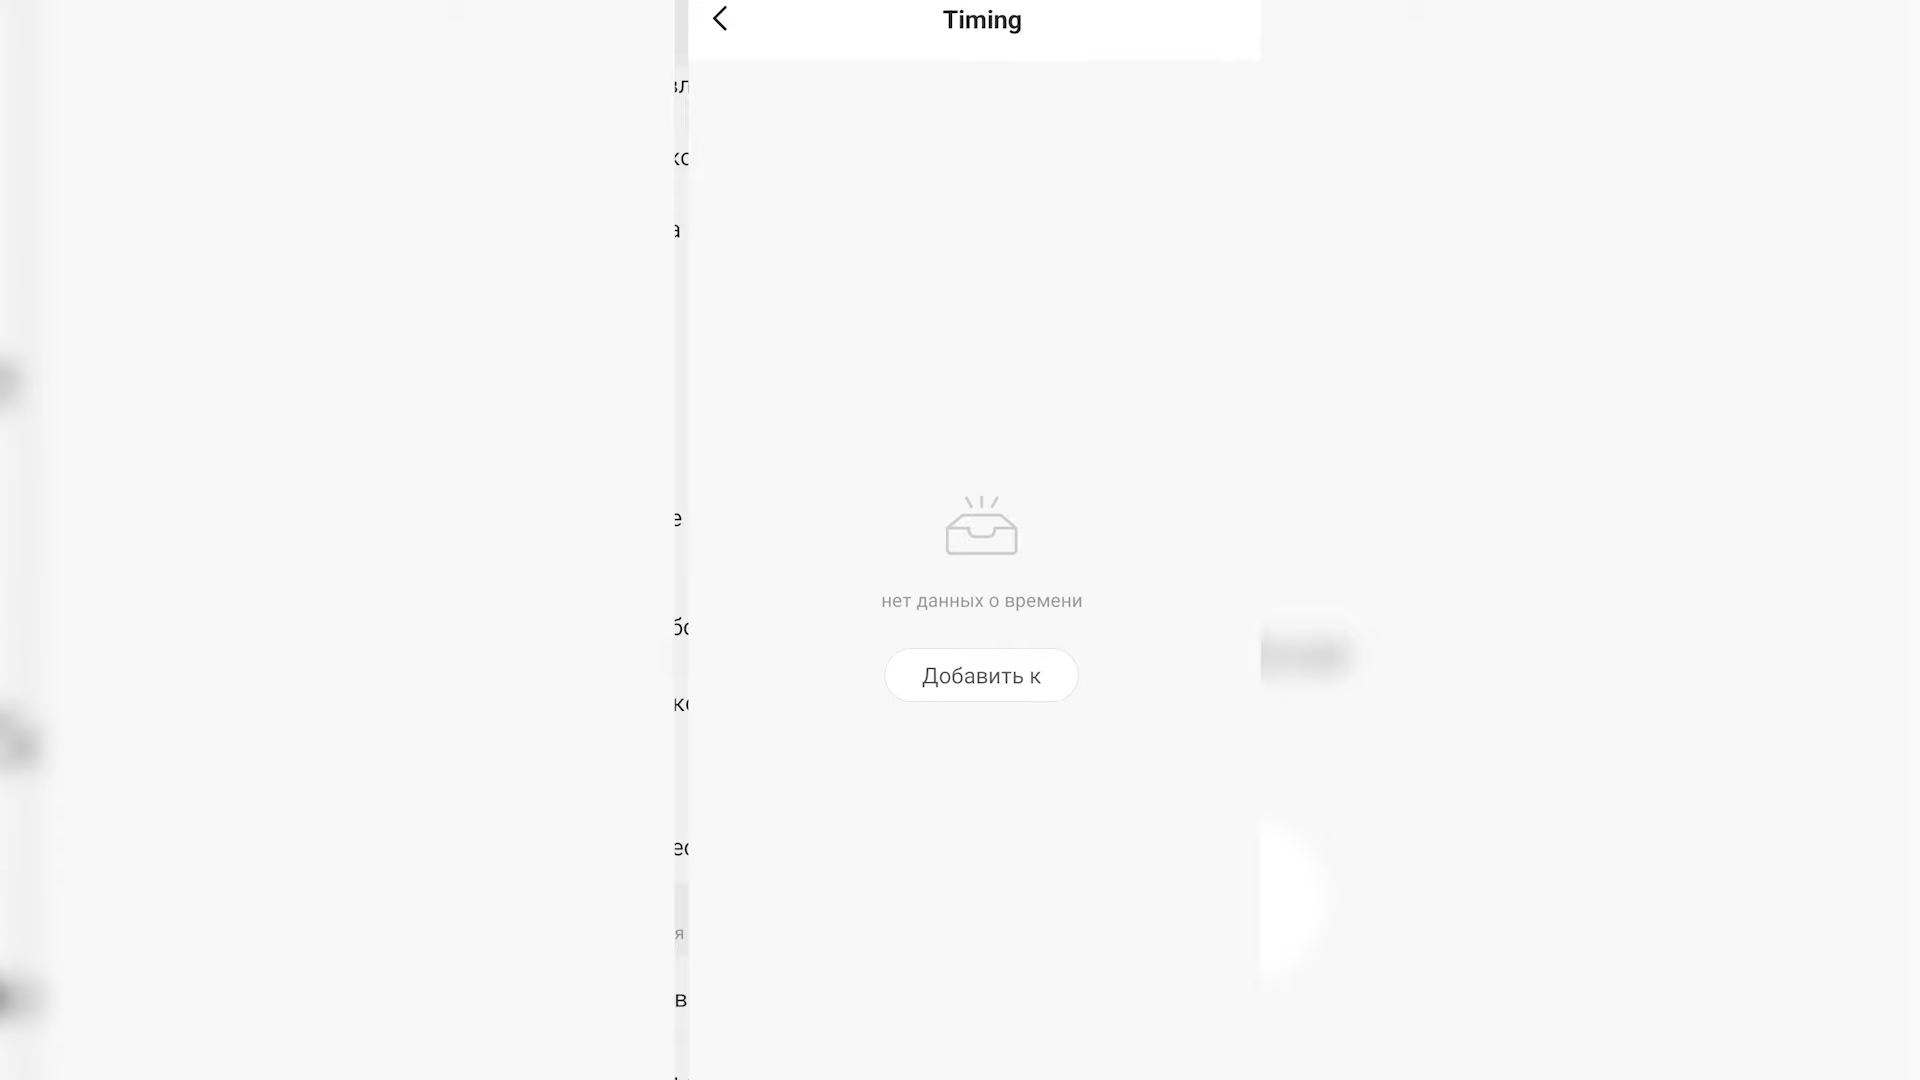 Timing
нет данных о времени
Добавить к